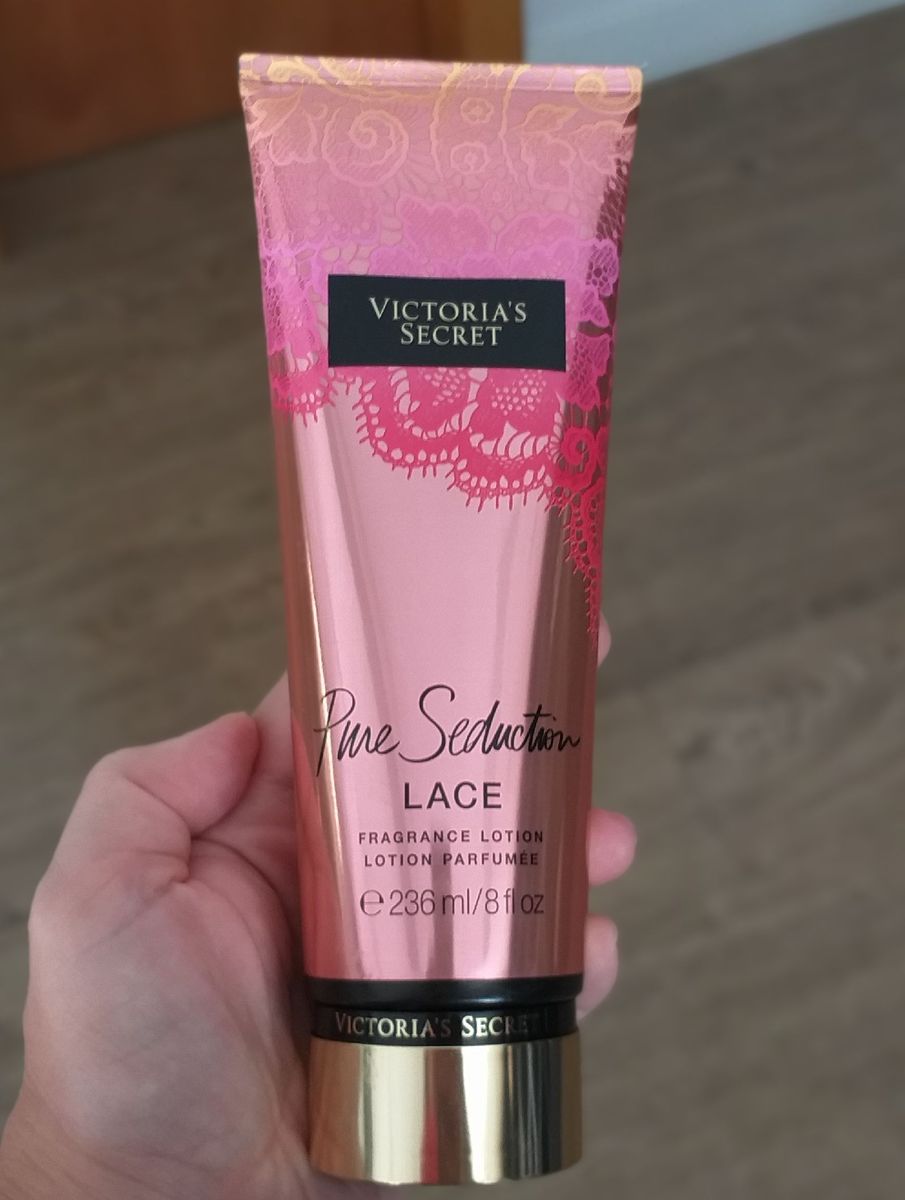 VICTORIA'S
SECRET
Pure Seduction
LACE
FRAGRANCE LOTION
LOTION PARFUMÉE
℮ 236 ml/8 fl oz
VICTORIA'S SECRET